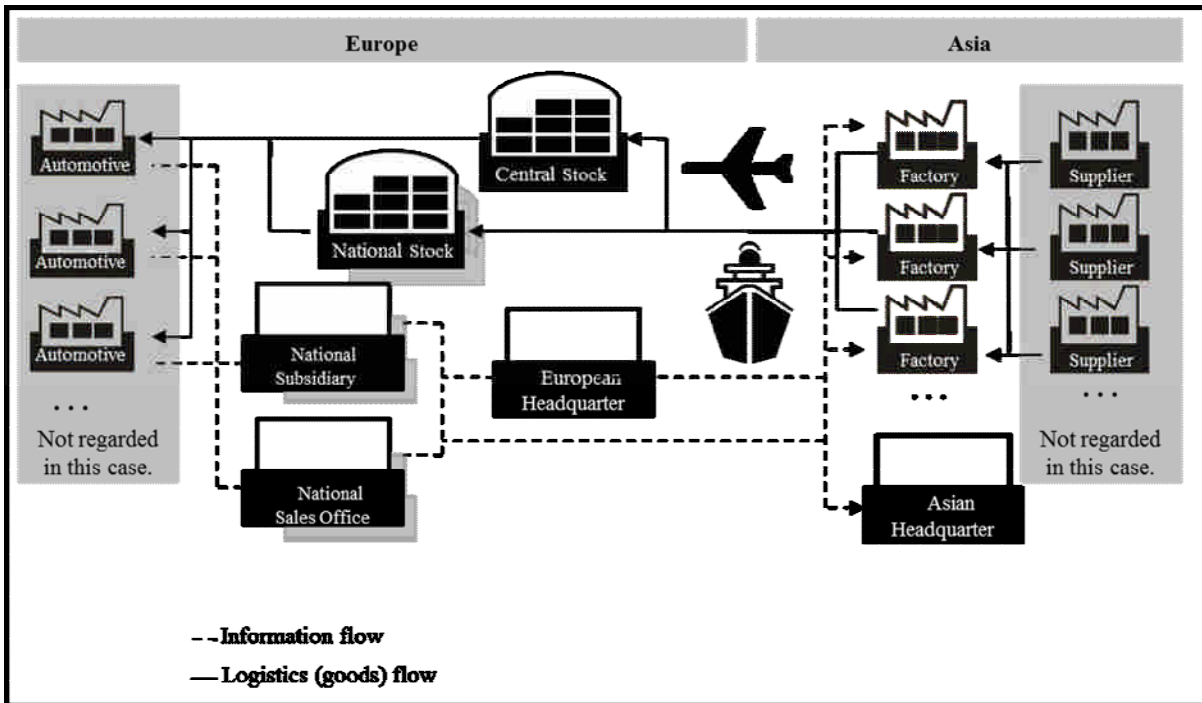 Europe
Asia
Automotive
Automotive
Automotive
. . .
Not regarded
in this case.
Central Stock
National Stock
National
Subsidiary
National
Sales Office
European
Headquarter
Factory
Factory
Factory
. . .
Asian
Headquarter
Supplier
Supplier
Supplier
. . .
Not regarded
in this case.
Information flow
Logistics (goods) flow